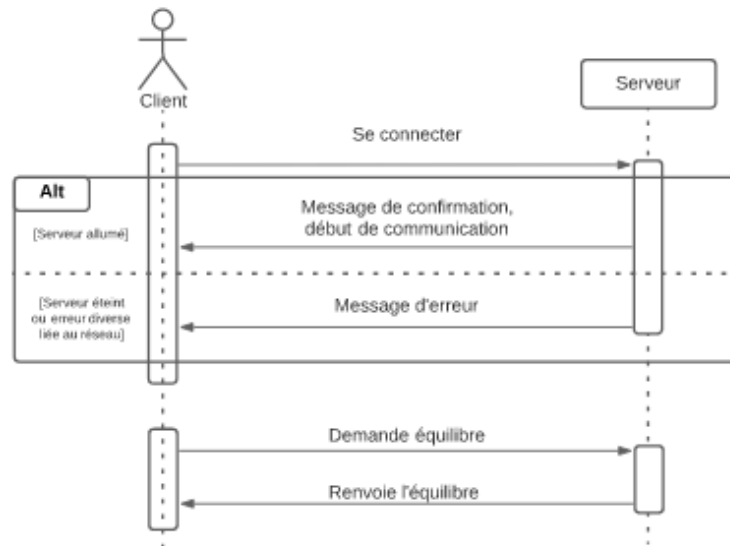 Client
Serveur
Se connecter
Alt
[Serveur allumé]
Message de confirmation,
début de communication
[Serveur éteint
ou erreur diverse
liée au réseau]
Message d'erreur
Demande équilibre
Renvoie l'équilibre